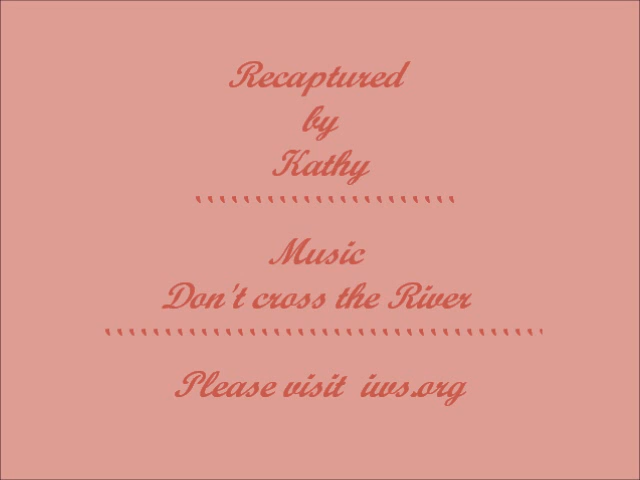 Recaptured
by
Kathy
Music
Don't cross the River
Please visit iws.org